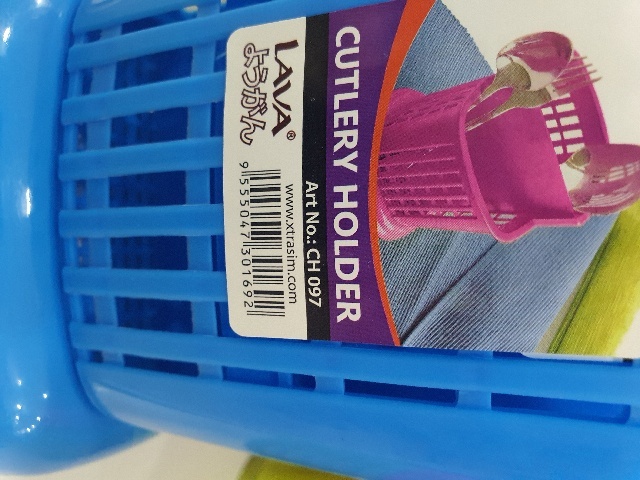 CUTLERY HOLDER
Art No.: CH 097
LAVA®
ようがん
www.xtrasim.com
9 555047 301692